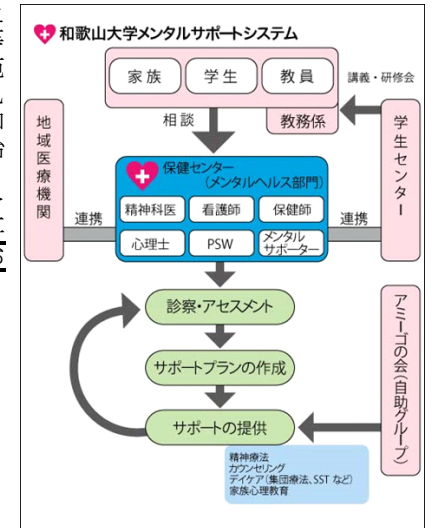 和歌山大学メンタルサポートシステム
家族
学生
教員
講義・研修会
相談
教務係
地域医療機関
学生センター
保健センター
(メンタルヘルス部門)
連携
連携
精神科医
看護師
保健師
心理士
PSW
メンタル
サポーター
診察・アセスメント
サポートプランの作成
サポートの提供
アミーゴの会(自助グループ)
精神療法
カウンセリング
デイケア(集団療法、SST など)
家族心理教育